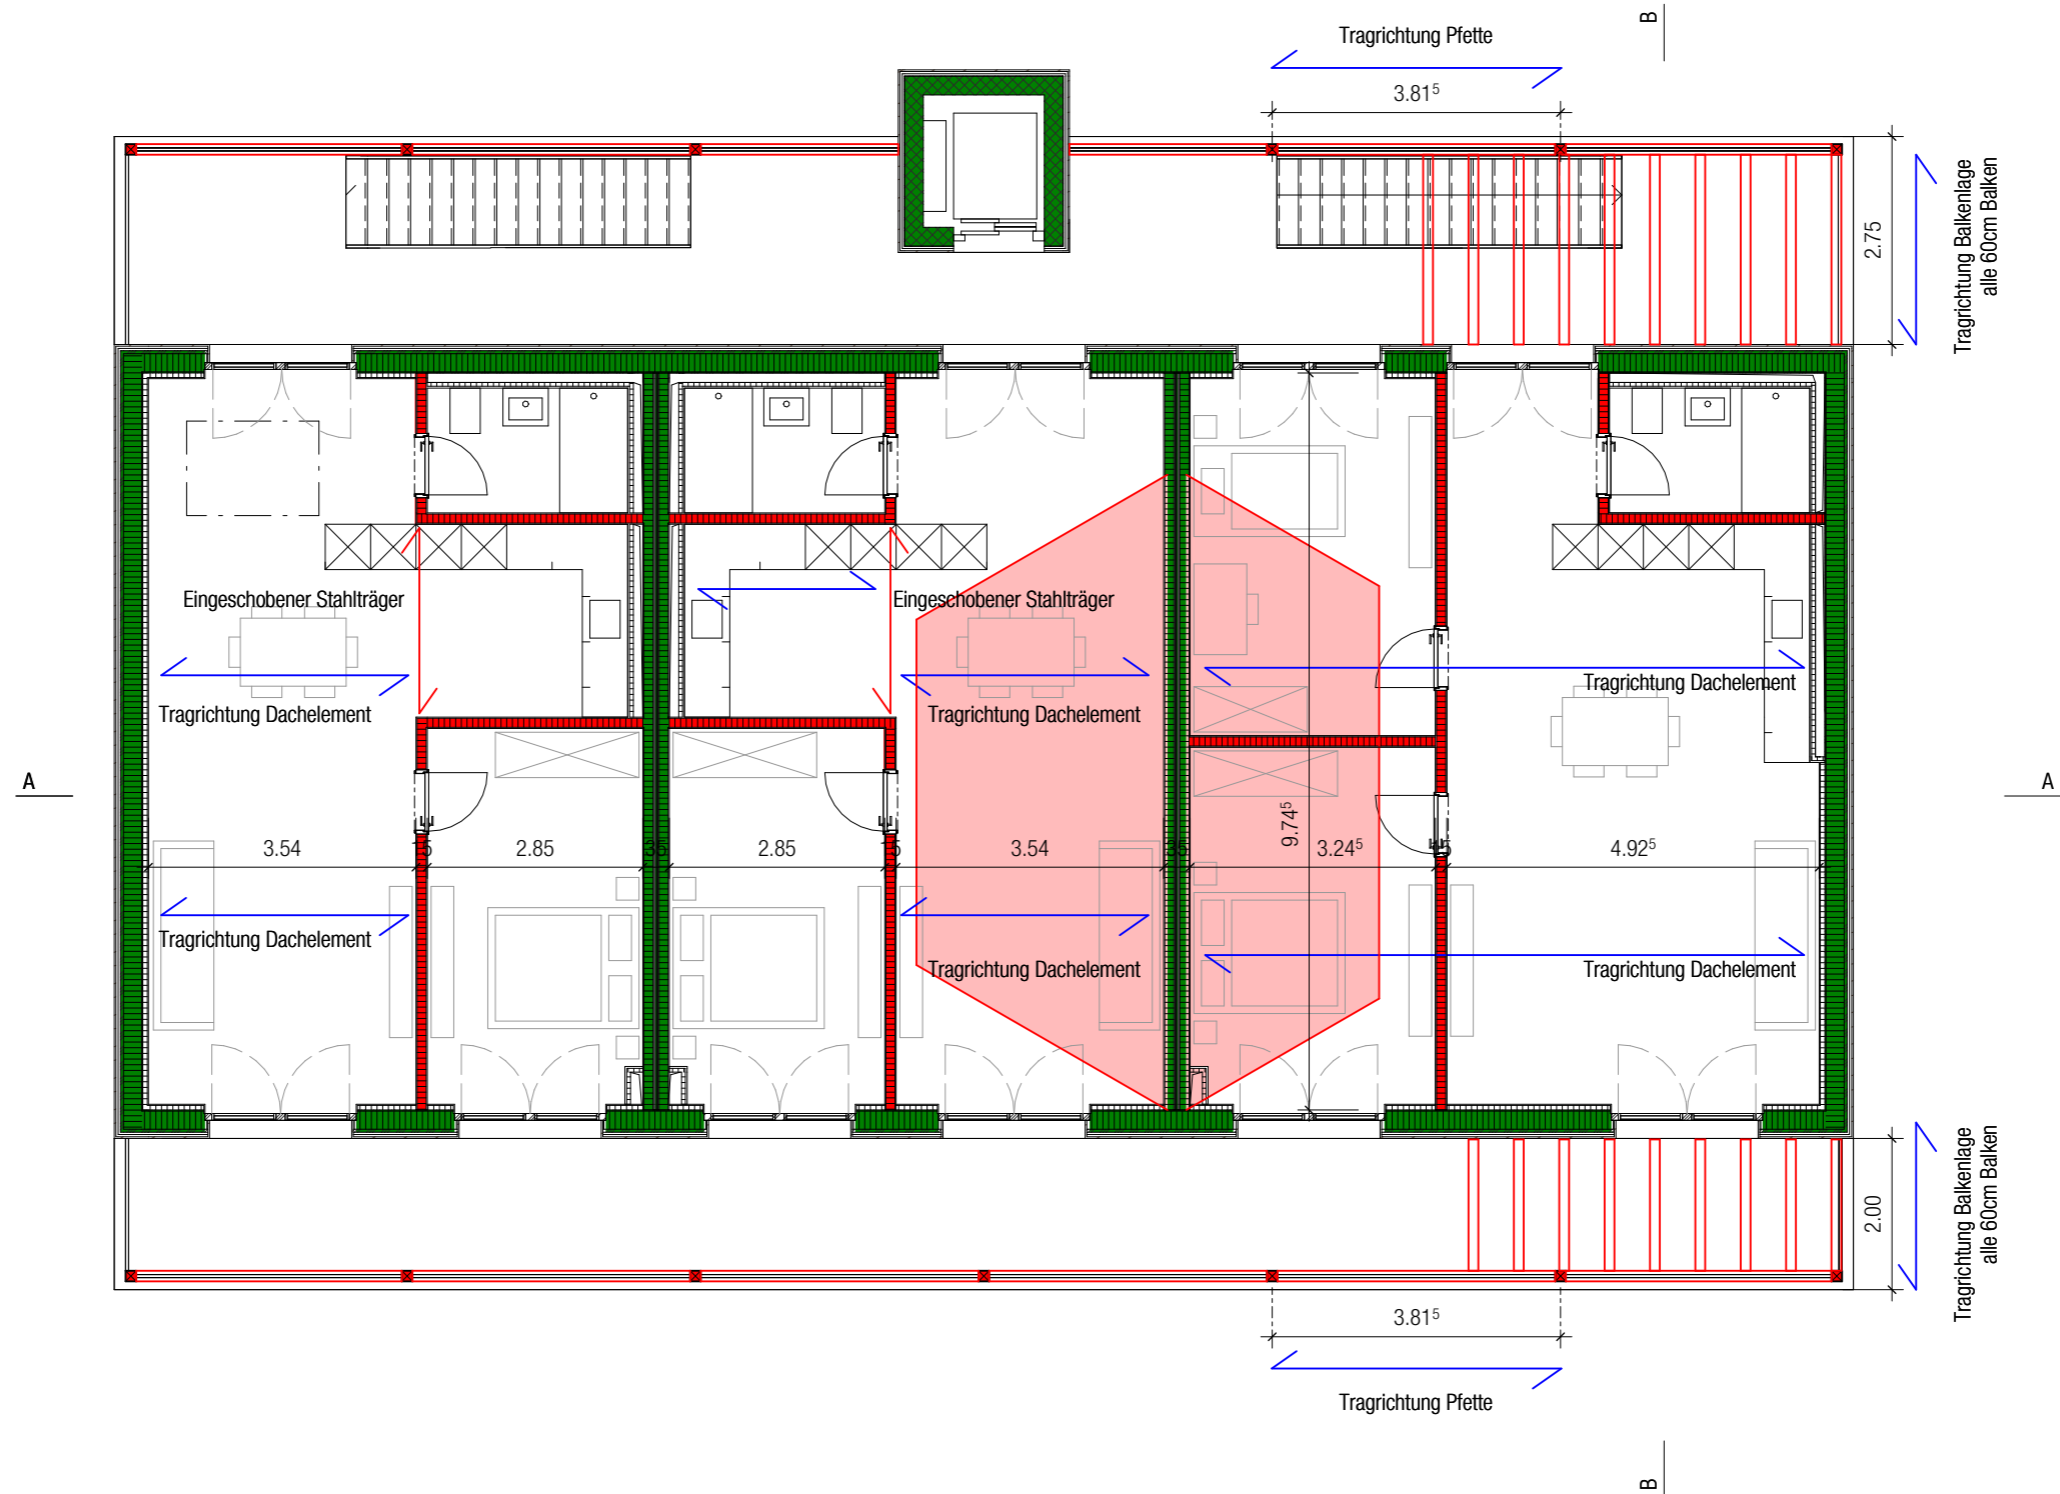 B
Tragrichtung Pfette
3.81⁵
2.75
Tragrichtung Balkenlage
alle 60cm Balken
Eingeschobener Stahlträger
Eingeschobener Stahlträger
Tragrichtung Dachelement
Tragrichtung Dachelement
Tragrichtung Dachelement
A
A
3.54
15
2.85
35
2.85
15
3.54
35
9.74⁵
3.24⁵
4.92⁵
Tragrichtung Dachelement
Tragrichtung Dachelement
Tragrichtung Dachelement
2.00
Tragrichtung Balkenlage
alle 60cm Balken
3.81⁵
Tragrichtung Pfette
B